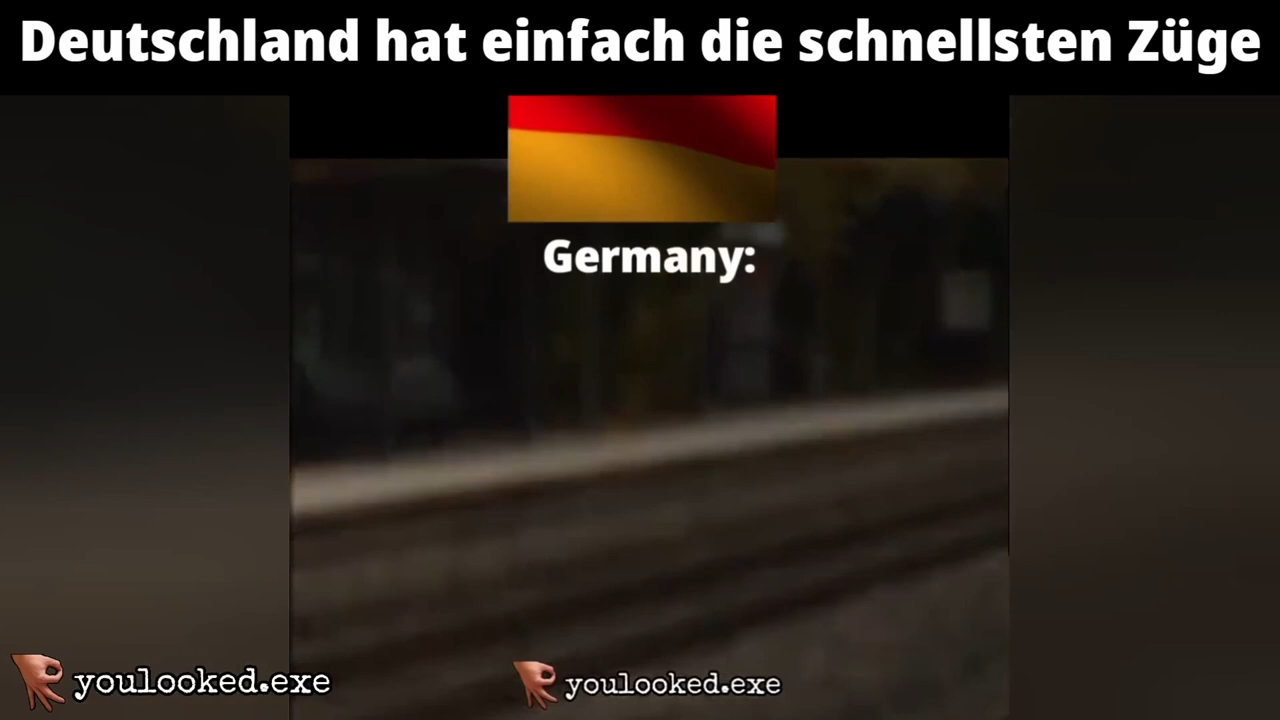 Deutschland hat einfach die schnellsten Züge
Germany:
youlooked.exe
youlooked.exe